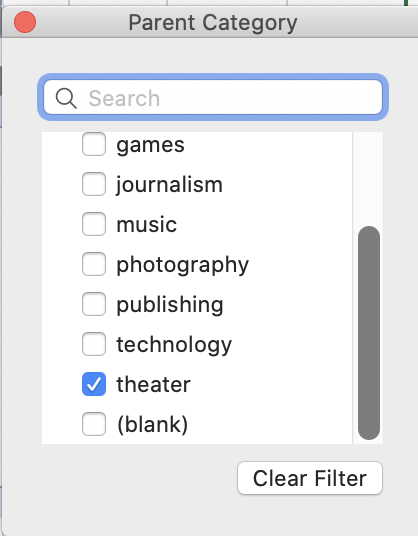 Parent Category
Search
games
journalism
music
photography
publishing
technology
theater
(blank)
Clear Filter